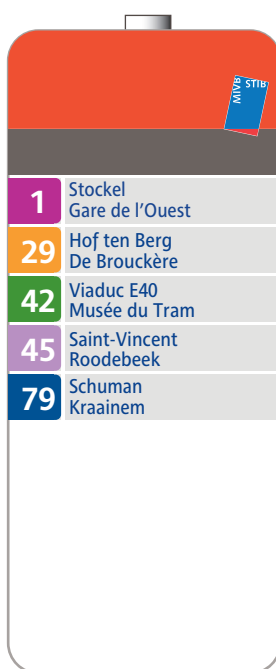 MIVB
STIB
1
Stockel
Gare de l’Ouest
29
Hof ten Berg
De Brouckère
42
Viaduc E40
Musée du Tram
45
Saint-Vincent
Roodebeek
79
Schuman
Kraainem